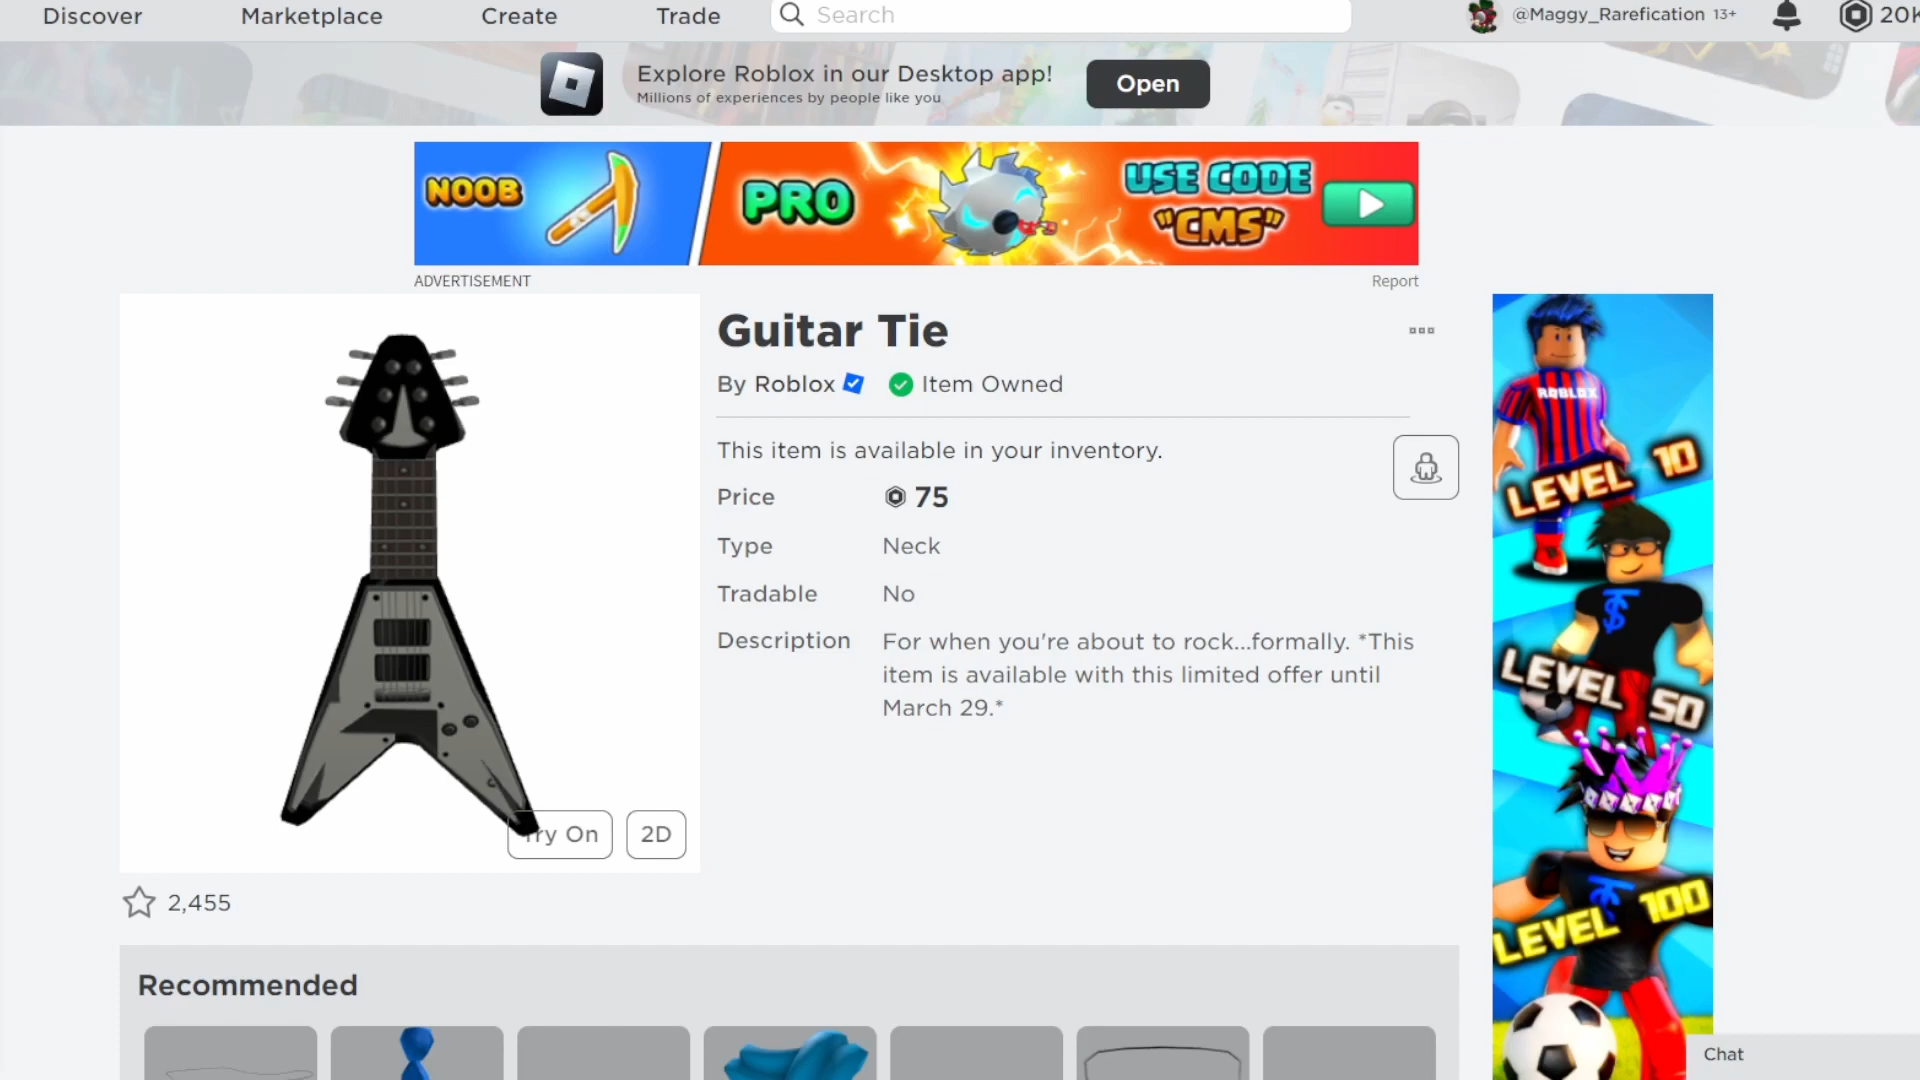 Discover
Marketplace
Create
Trade
Search
@Maggy_Rarefication 13+
20K
Explore Roblox in our Desktop app!
Millions of experiences by people like you
Open
NOOB
PRO
USE CODE
"CMS"
ADVERTISEMENT
Report
Guitar Tie
By Roblox
Item Owned
This item is available in your inventory.
Price
75
Type
Neck
Tradable
No
Description
For when you're about to rock...formally. *This
item is available with this limited offer until
March 29.*
Try On
2D
2,455
ROBLOX
LEVEL 10
LEVEL 50
LEVEL 100
Recommended
Chat